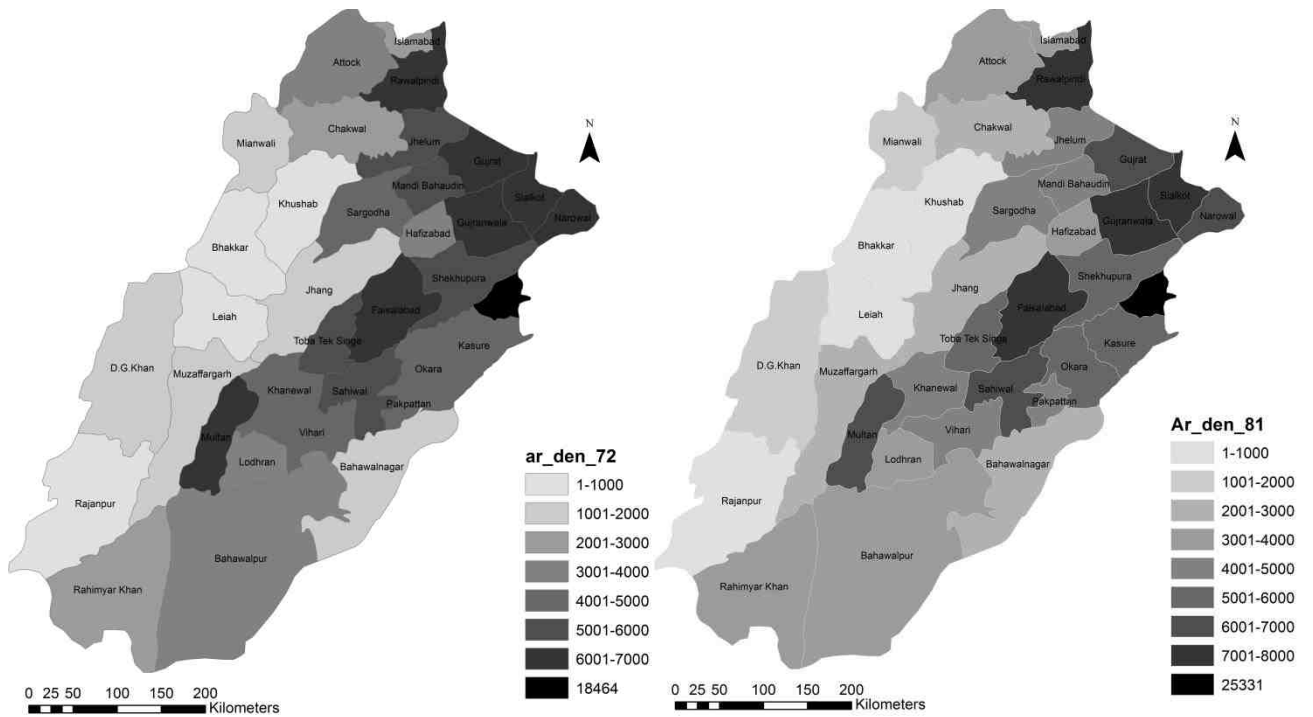 Islamabad
Attock
Rawalpindi
Chakwal
Mianwali
Jhelum
N
Gujrat
Mandi Bahaudin
Khushab
Sialkot
Sargodha
Narowal
Gujranwala
Hafizabad
Bhakkar
Shekhupura
Jhang
Faisalabad
Leiah
Toba Tek Singe
Kasure
D.G.Khan
Muzaffargarh
Okara
Khanewal
Sahiwal
Pakpattan
Vihari
Multan
Lodhran
Bahawalnagar
Rajanpur
Bahawalpur
Rahimyar Khan
ar_den_72
1-1000
1001-2000
2001-3000
3001-4000
4001-5000
5001-6000
6001-7000
18464
0 25 50 100 150 200
Kilometers
Islamabad
Attock
Rawalpindi
Chakwal
Mianwali
Jhelum
N
Gujrat
Mandi Bahaudin
Khushab
Sialkot
Sargodha
Narowal
Gujranwala
Hafizabad
Bhakkar
Shekhupura
Jhang
Faisalabad
Leiah
Toba Tek Singe
Kasure
D.G.Khan
Muzaffargarh
Okara
Khanewal
Sahiwal
Pakpattan
Vihari
Multan
Lodhran
Bahawalnagar
Rajanpur
Bahawalpur
Rahimyar Khan
Ar_den_81
1-1000
1001-2000
2001-3000
3001-4000
4001-5000
5001-6000
6001-7000
7001-8000
25331
0 25 50 100 150 200
Kilometers